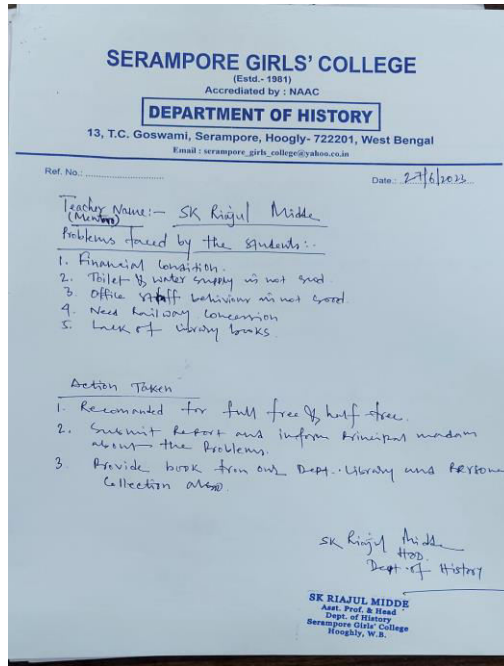 SERAMPORE GIRLS' COLLEGE
(Estd.- 1981)
Accredited by : NAAC
DEPARTMENT OF HISTORY
13, T.C. Goswami, Serampore, Hoogly- 722201, West Bengal
Email : serampore_girls_college@yahoo.co.in
Ref. No.: ............................
Date.: 27/6/2023
Teacher Name:- SK Riajul Midde
(Mentor)
Problems faced by the students:-
1. Financial Condition.
2. Toilet & water supply is not good.
3. Office staff behaviour is not good.
4. Need Railway Concession
5. Lack of library books.
Action Taken
1. Recomanded for full free & half free.
2. Submit Report and inform Principal madam
about the Problems.
3 Provide book from our Dept. Library and Persona
Collection also.
SK Riajul Midde
HOD
Dept. of History
SK RIAJUL MIDDE
Asst. Prof. & Head
Dept. of History
Serampore Girls' College
Hooghly, W.B.